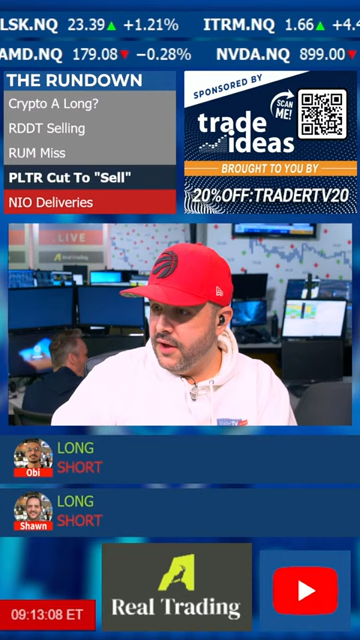 LSK.NQ 23.39▲ +1.21% ITRM.NQ 1.66▲ +4.4
AMD.NQ 179.08▼ −0.28% NVDA.NQ 899.00▼
THE RUNDOWN
Crypto A Long?
RDDT Selling
RUM Miss
PLTR Cut To "Sell"
NIO Deliveries
SPONSORED BY
SCAN ME!
trade ideas
BROUGHT TO YOU BY
20%OFF:TRADERTV20
LIVE
LONG
SHORT
Obi
LONG
SHORT
Shawn
Real Trading
09:13:08 ET